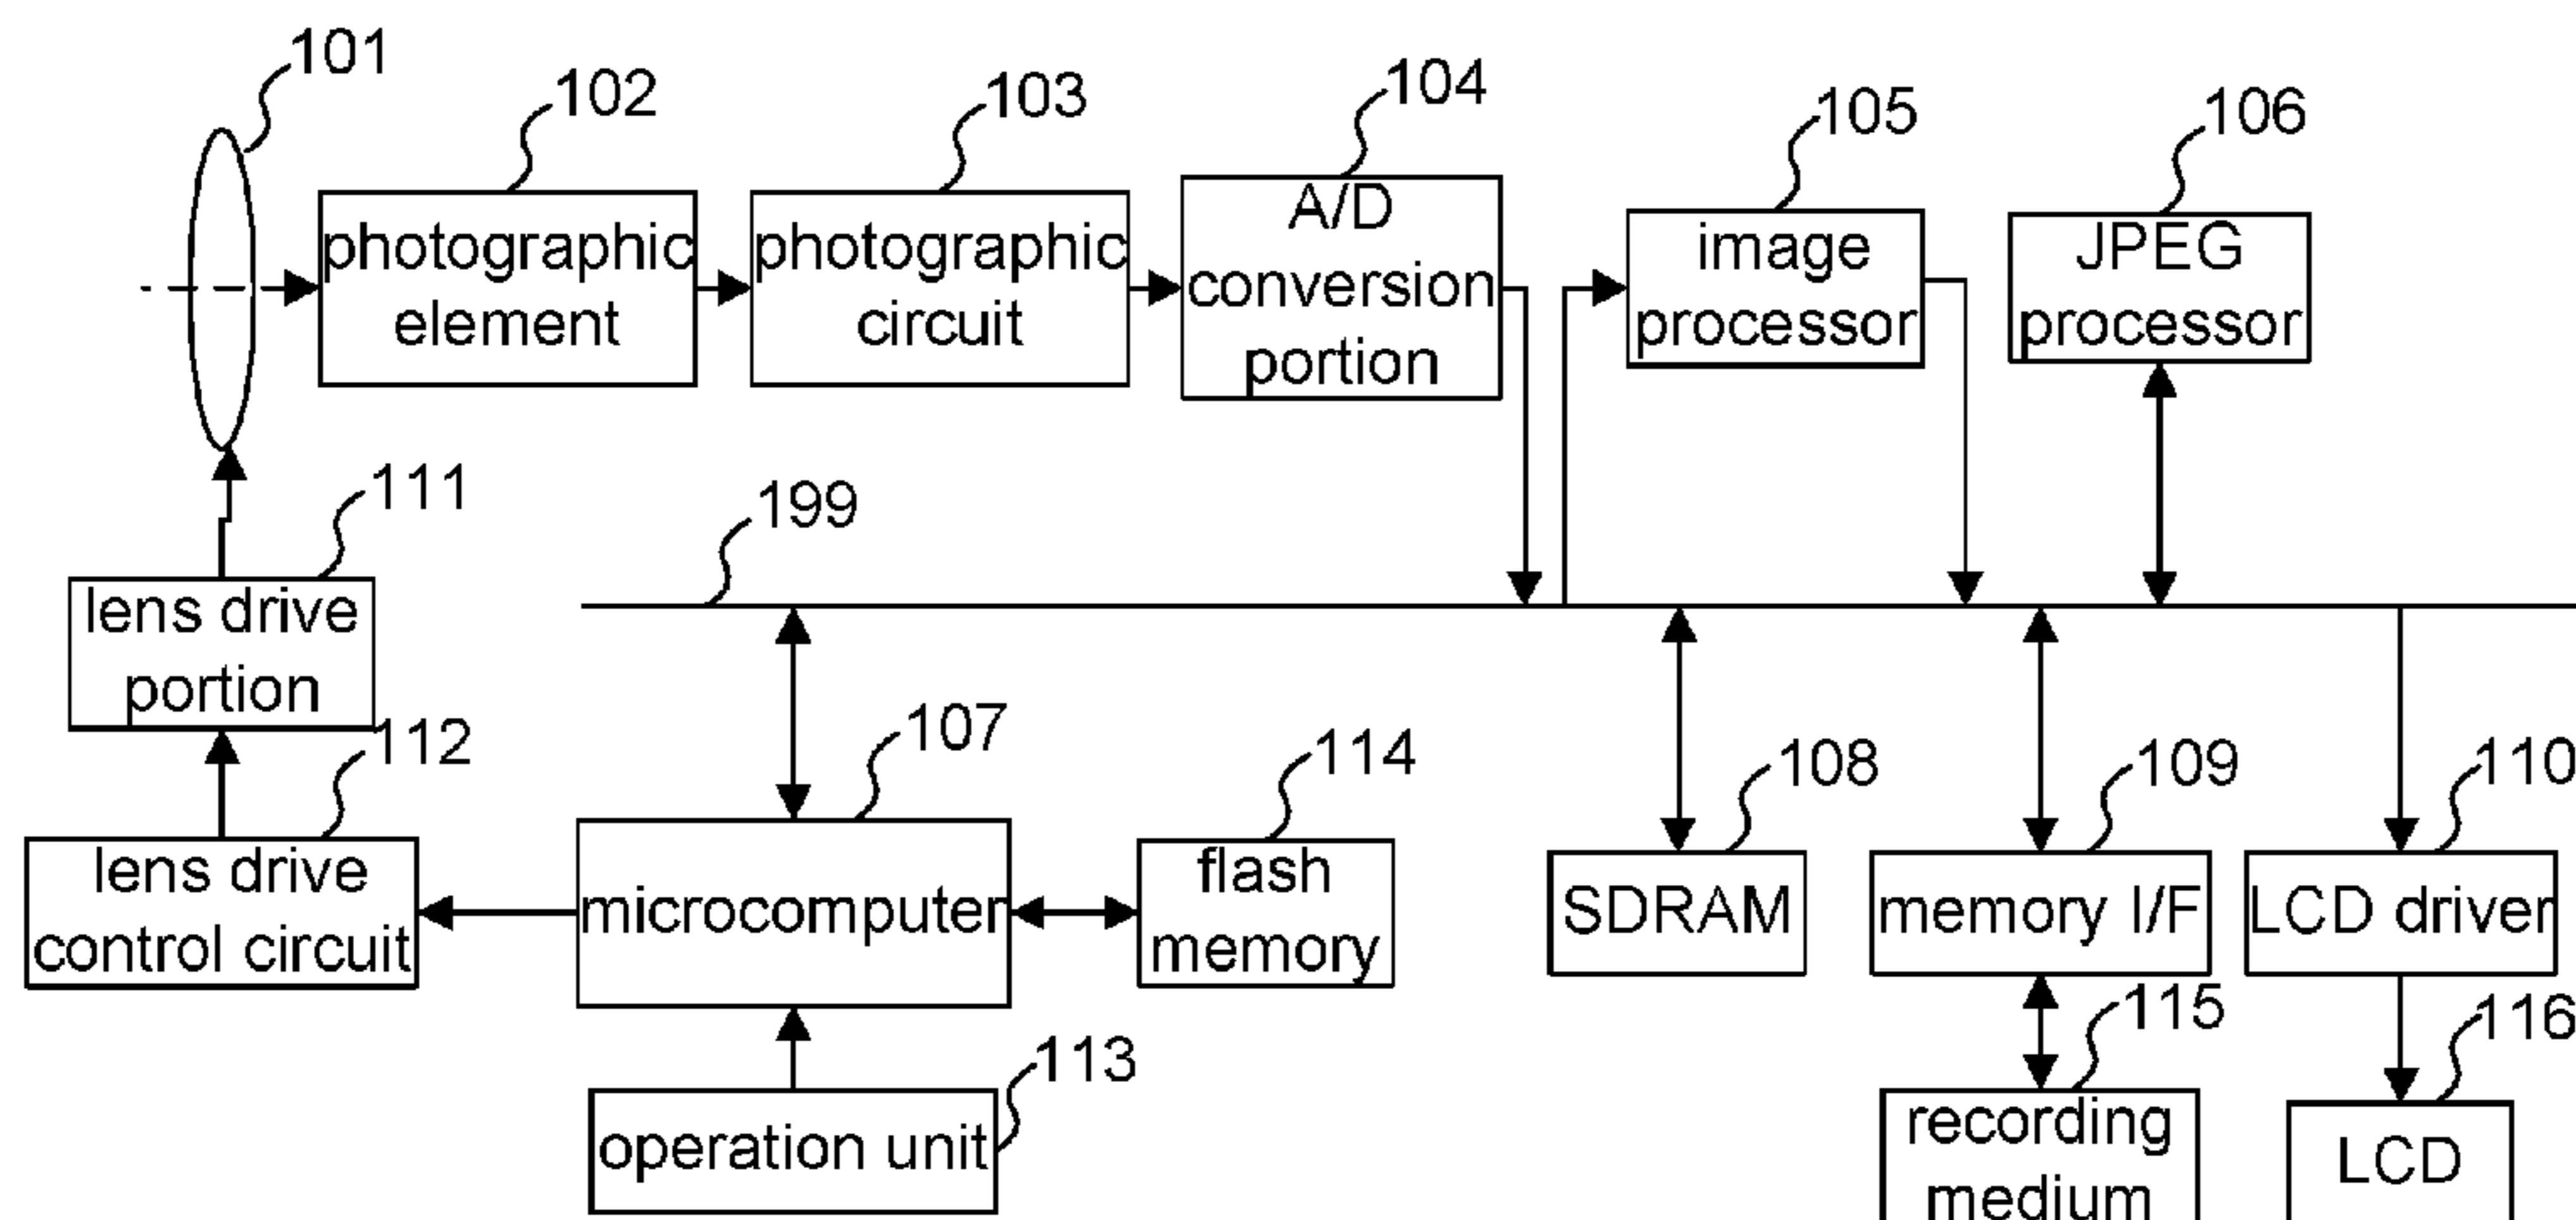 101
102
103
104
105
106
photographic
element
photographic
circuit
A/D
conversion
portion
image
processor
JPEG
processor
111
199
lens drive
portion
112
107
114
108
109
110
lens drive
control circuit
microcomputer
flash
memory
SDRAM
memory I/F
LCD driver
113
115
116
operation unit
recording
medium
LCD